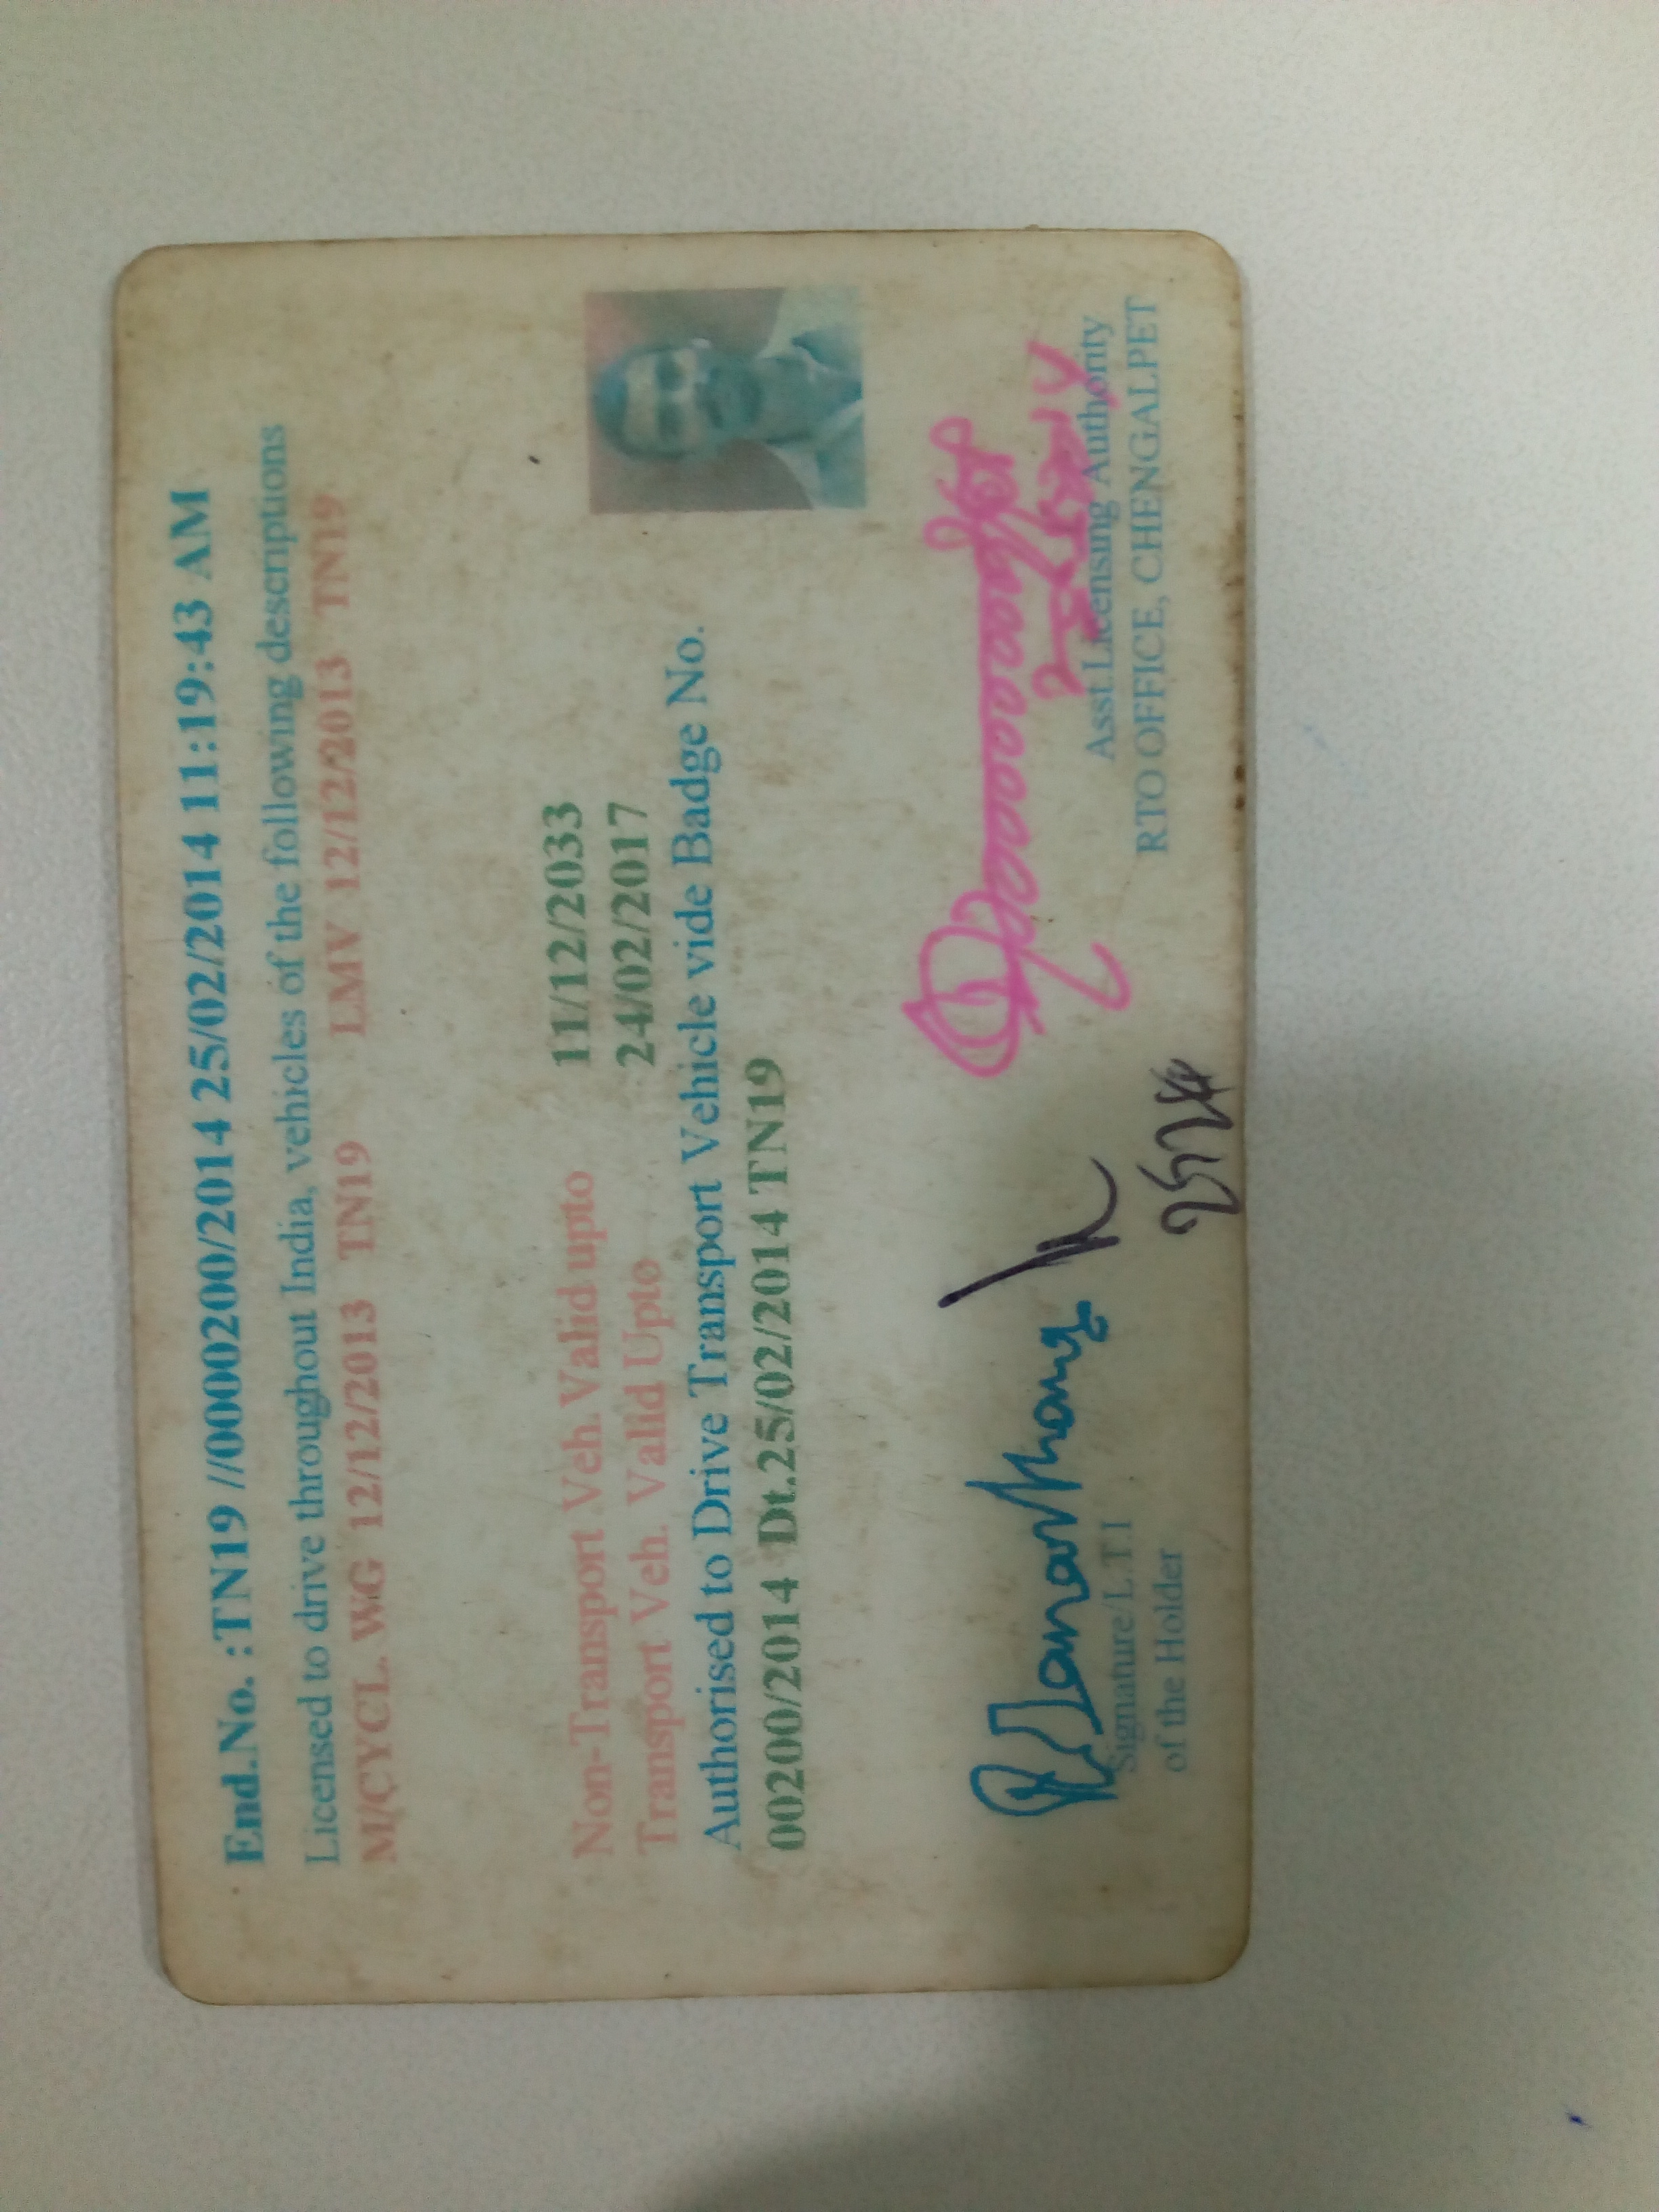 End.No. :TN19 //0000200/2014 25/02/2014 11:19:43 AM
Licensed to drive throughout India, vehicles of the following descriptions
M/CYCL. WG 12/12/2013 TN19 LMV 12/12/2013 TN19
Non-Transport Veh. Valid upto 11/12/2033
Transport Veh. Valid Upto 24/02/2017
Authorised to Drive Transport Vehicle vide Badge No.
00200/2014 Dt.25/02/2014 TN19
Signature/L.T.I
of the Holder
Asst.Licensing Authority
RTO OFFICE, CHENGALPET